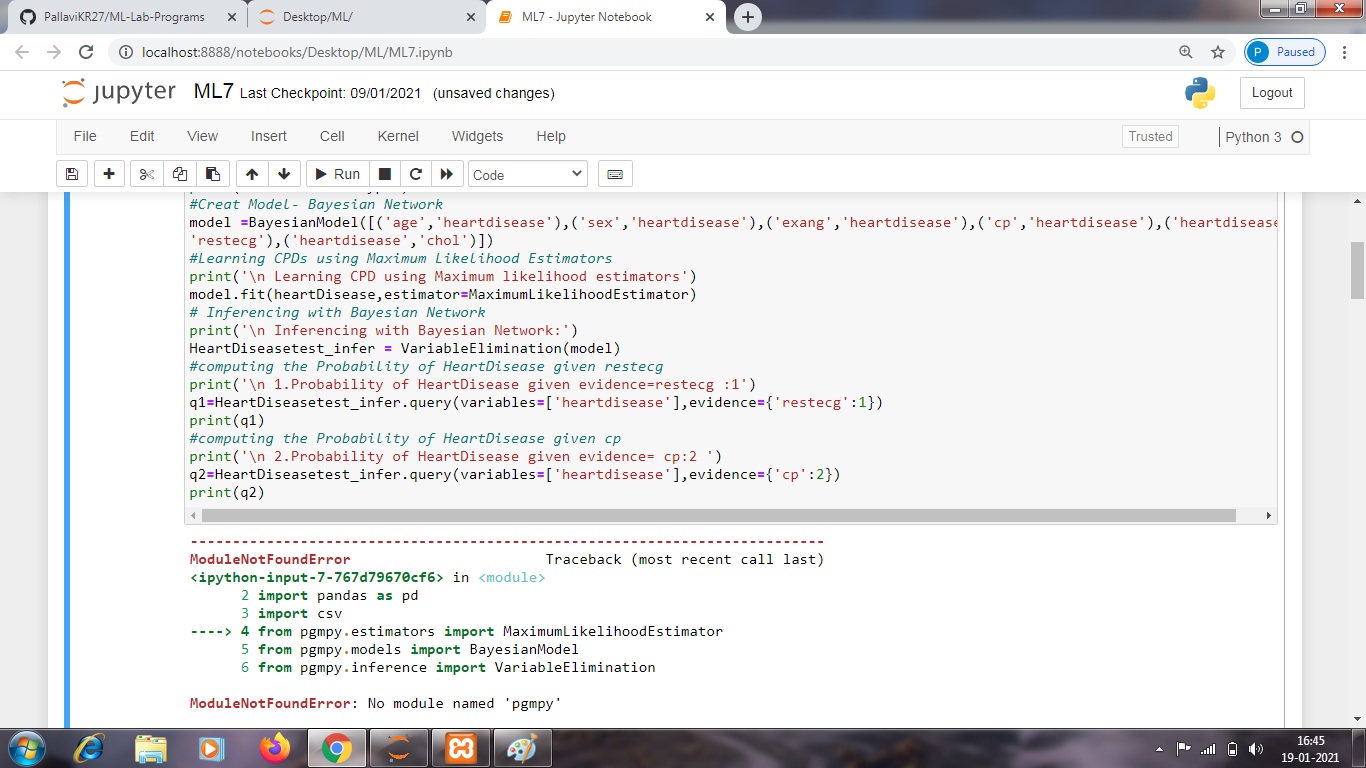 PallaviKR27/ML-Lab-Programs
Desktop/ML/
ML7 - Jupyter Notebook
localhost:8888/notebooks/Desktop/ML/ML7.ipynb
P Paused
jupyter ML7 Last Checkpoint: 09/01/2021 (unsaved changes)
Logout
File Edit View Insert Cell Kernel Widgets Help
Trusted
Python 3
Run
Code
#Creat Model- Bayesian Network
model =BayesianModel([('age','heartdisease'),('sex','heartdisease'),('exang','heartdisease'),('cp','heartdisease'),('heartdisease
'restecg'),('heartdisease','chol')])
#Learning CPDs using Maximum Likelihood Estimators
print('\n Learning CPD using Maximum likelihood estimators')
model.fit(heartDisease,estimator=MaximumLikelihoodEstimator)
# Inferencing with Bayesian Network
print('\n Inferencing with Bayesian Network:')
HeartDiseasetest_infer = VariableElimination(model)
#computing the Probability of HeartDisease given restecg
print('\n 1.Probability of HeartDisease given evidence=restecg :1')
q1=HeartDiseasetest_infer.query(variables=['heartdisease'],evidence={'restecg':1})
print(q1)
#computing the Probability of HeartDisease given cp
print('\n 2.Probability of HeartDisease given evidence= cp:2 ')
q2=HeartDiseasetest_infer.query(variables=['heartdisease'],evidence={'cp':2})
print(q2)
---------------------------------------------------------------------------
ModuleNotFoundError                       Traceback (most recent call last)
<ipython-input-7-767d79670cf6> in <module>
      2 import pandas as pd
      3 import csv
----> 4 from pgmpy.estimators import MaximumLikelihoodEstimator
      5 from pgmpy.models import BayesianModel
      6 from pgmpy.inference import VariableElimination
ModuleNotFoundError: No module named 'pgmpy'
16:45
19-01-2021